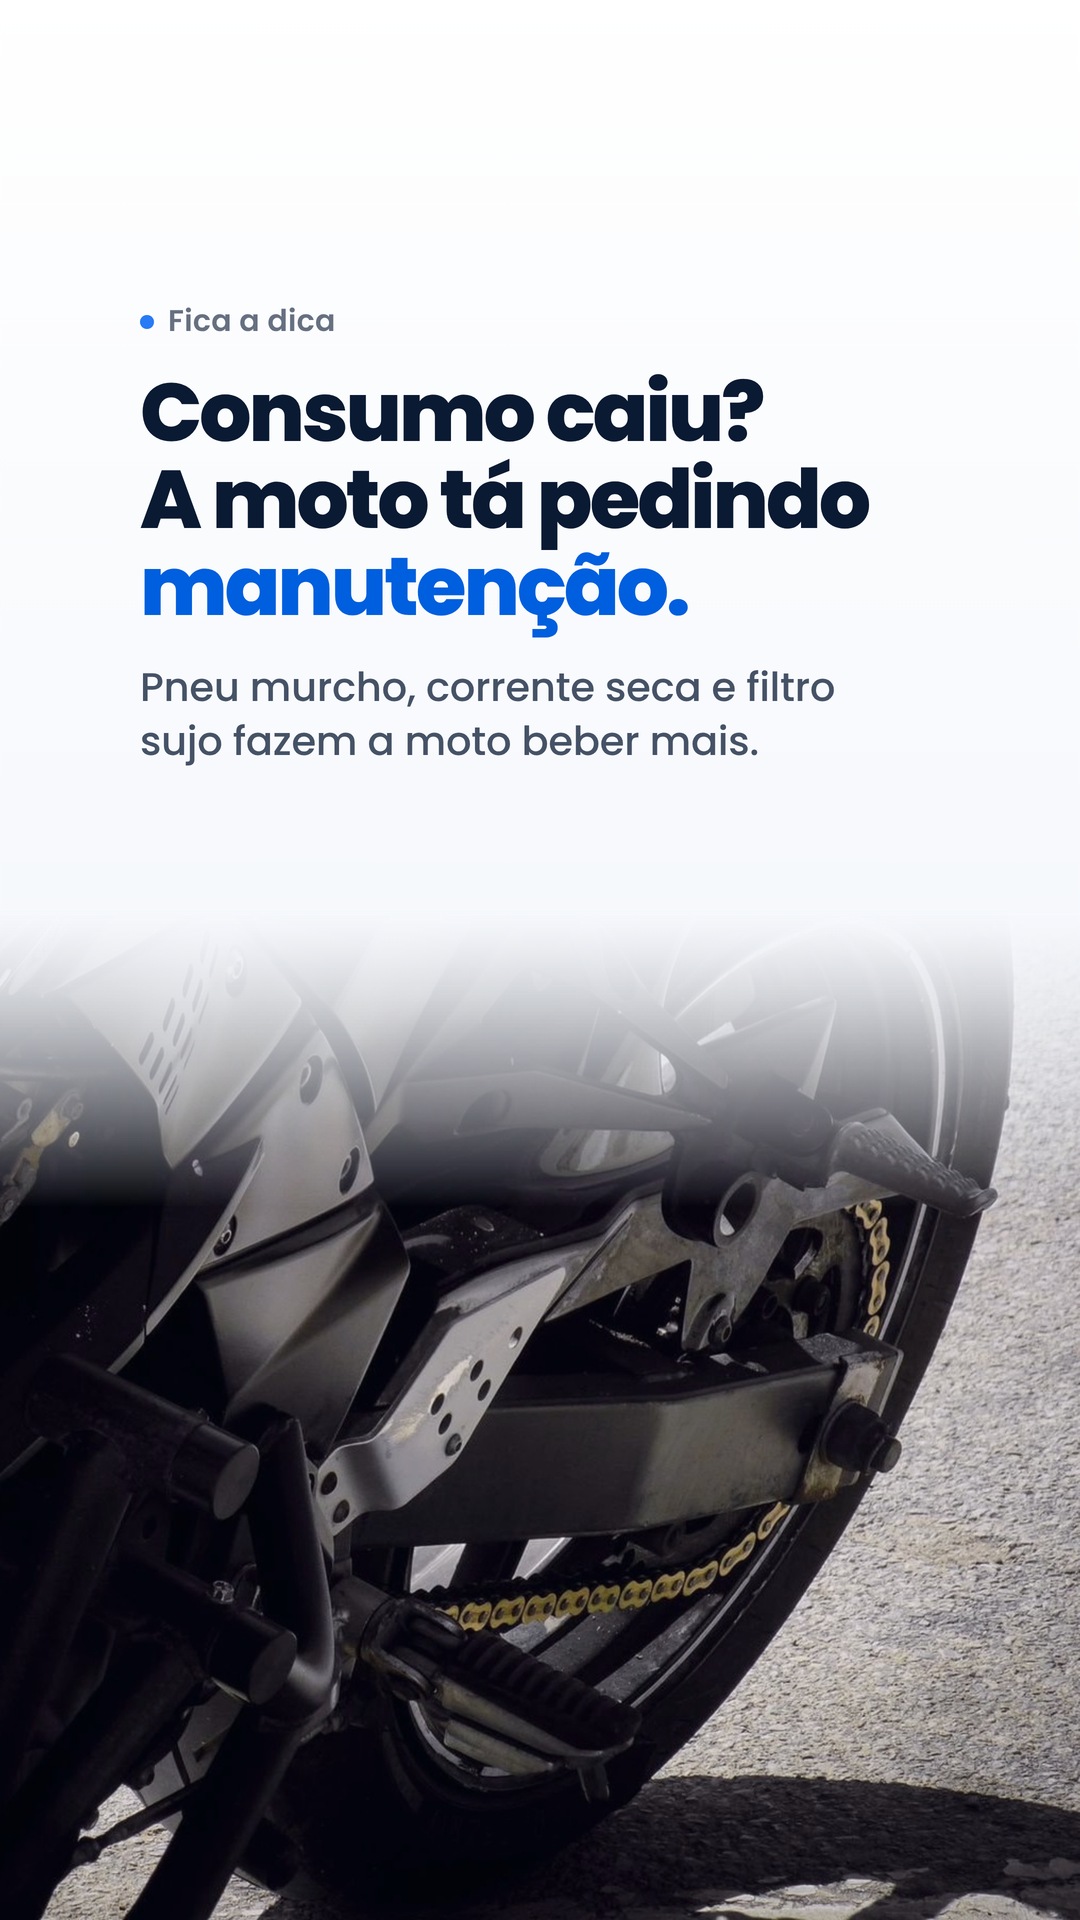 Fica a dica
Consumo caiu?
A moto tá pedindo
manutenção.
Pneu murcho, corrente seca e filtro
sujo fazem a moto beber mais.